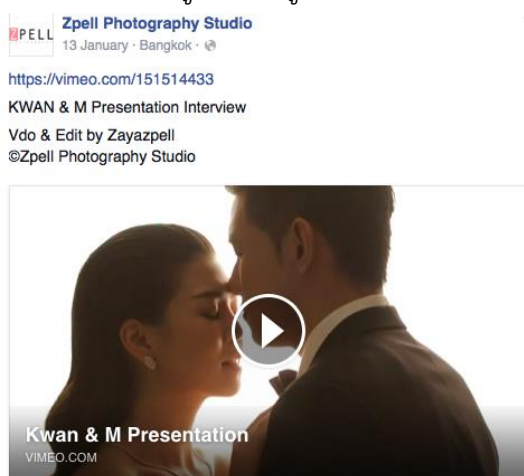 ZPELL
Zpell Photography Studio
13 January · Bangkok ·
https://vimeo.com/151514433
KWAN & M Presentation Interview
Vdo & Edit by Zayazpell
©Zpell Photography Studio
Kwan & M Presentation
VIMEO.COM